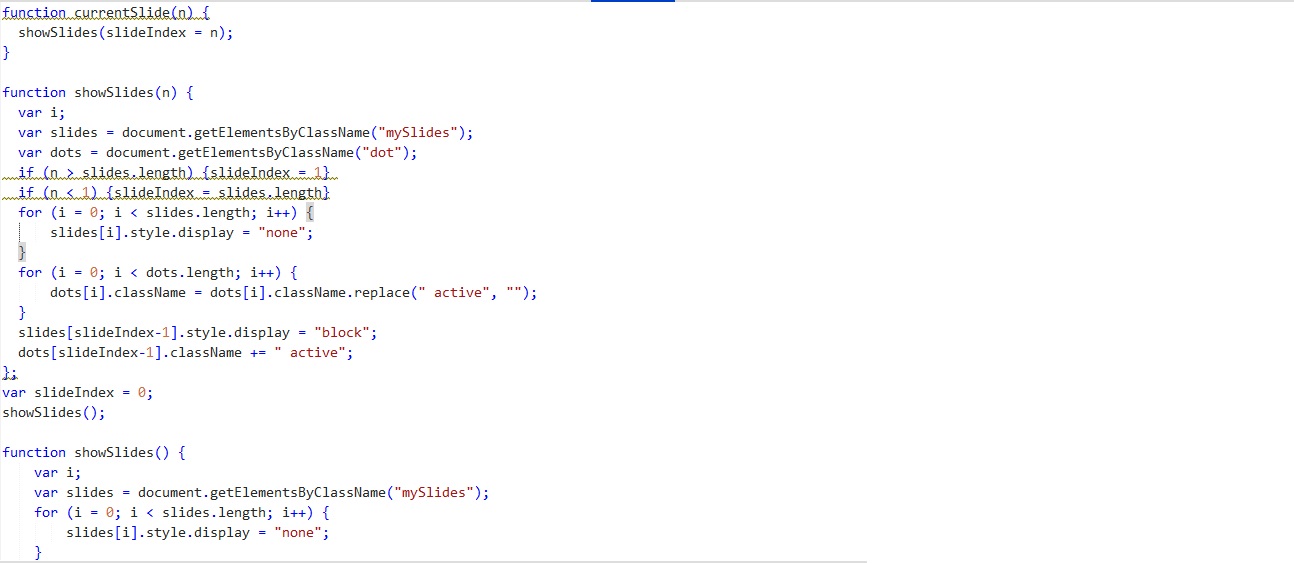 function currentSlide(n) {
  showSlides(slideIndex = n);
}

function showSlides(n) {
  var i;
  var slides = document.getElementsByClassName("mySlides");
  var dots = document.getElementsByClassName("dot");
  if (n > slides.length) {slideIndex = 1}
  if (n < 1) {slideIndex = slides.length}
  for (i = 0; i < slides.length; i++) {
      slides[i].style.display = "none";
  }
  for (i = 0; i < dots.length; i++) {
      dots[i].className = dots[i].className.replace(" active", "");
  }
  slides[slideIndex-1].style.display = "block";
  dots[slideIndex-1].className += " active";
};
var slideIndex = 0;
showSlides();

function showSlides() {
    var i;
    var slides = document.getElementsByClassName("mySlides");
    for (i = 0; i < slides.length; i++) {
        slides[i].style.display = "none";
    }